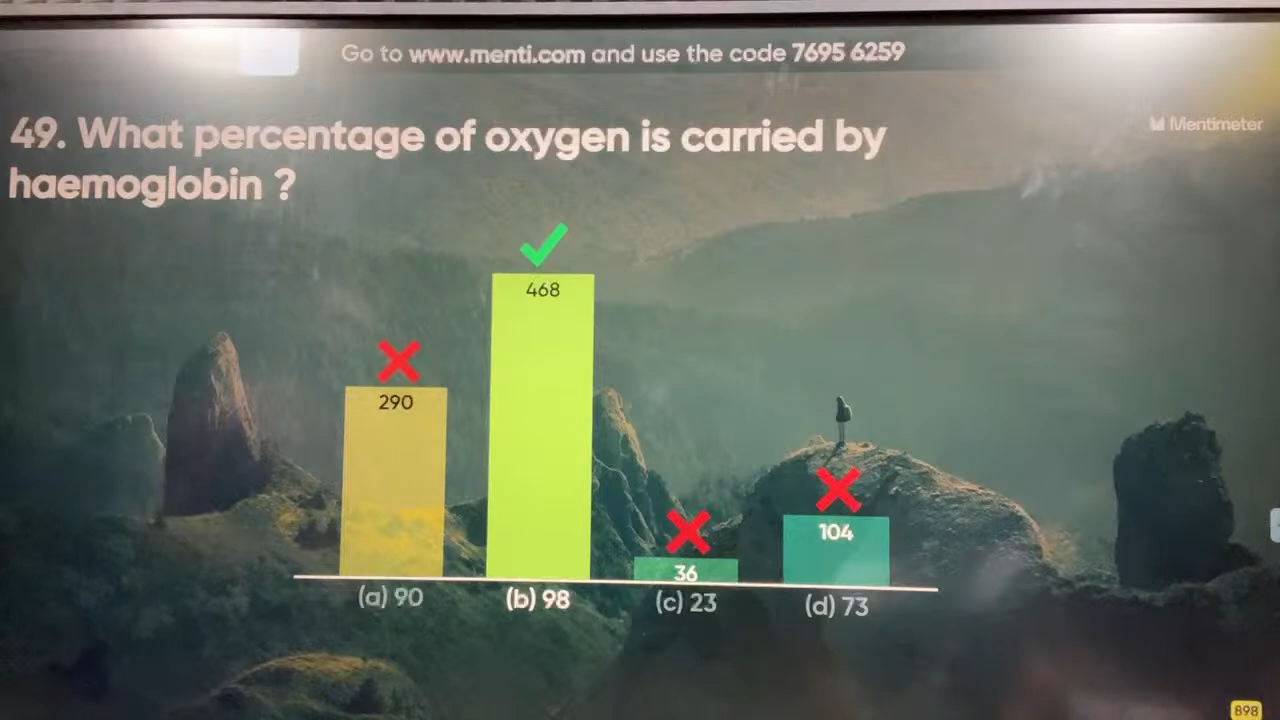 Go to www.menti.com and use the code 7695 6259
Mentimeter
49. What percentage of oxygen is carried by
haemoglobin ?
468
290
104
36
(a) 90
(b) 98
(c) 23
(d) 73
898